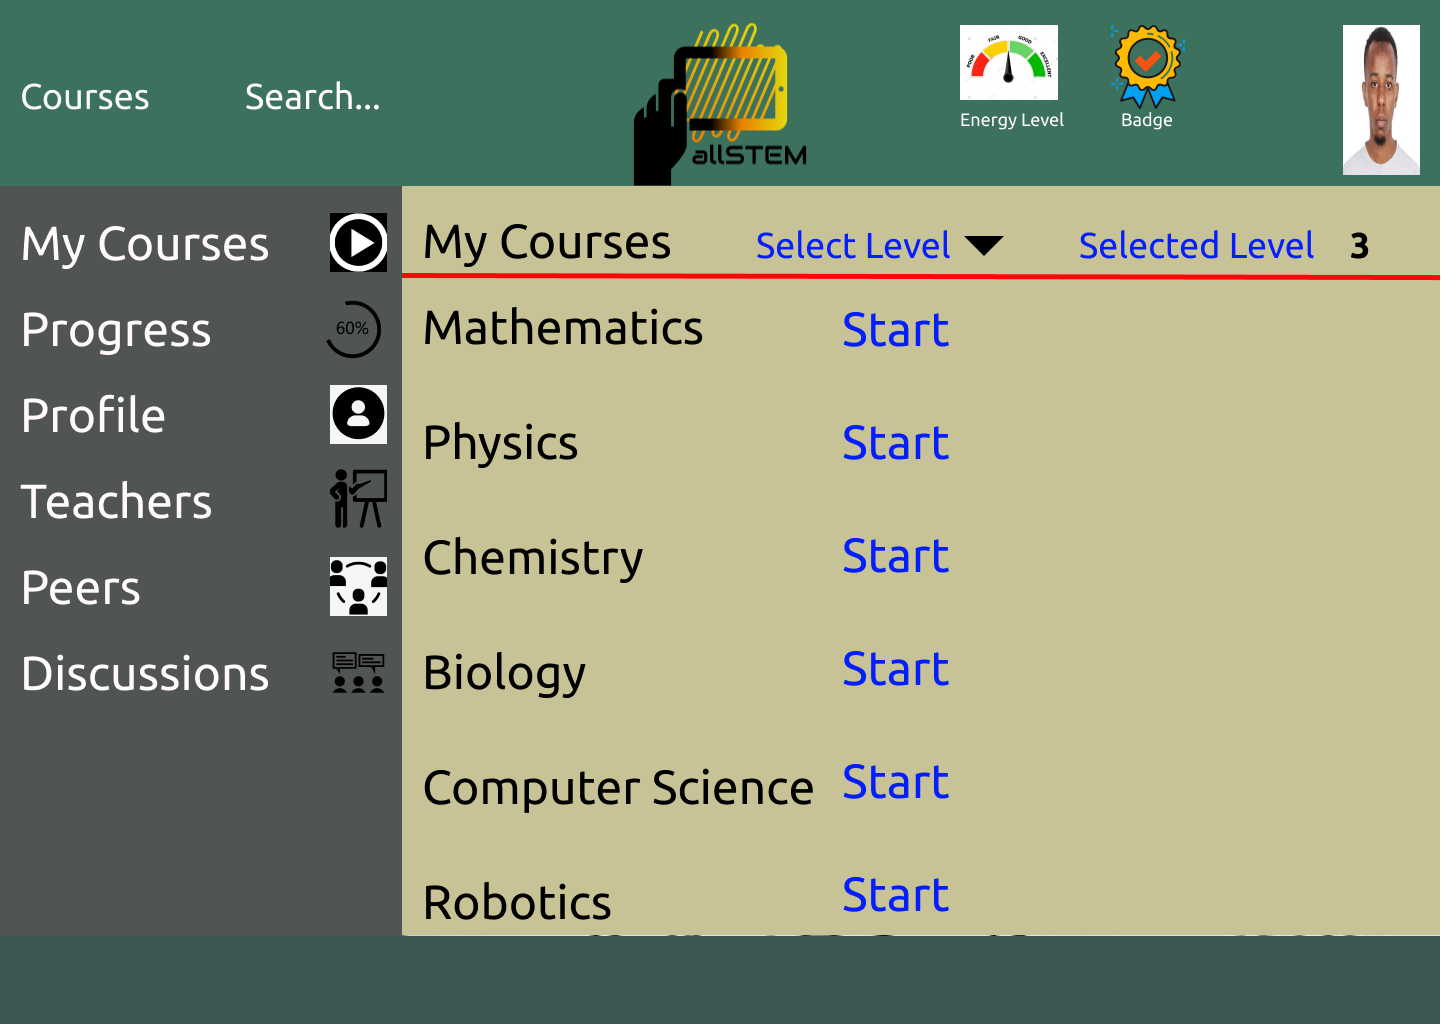 Courses
Search...
allSTEM
POOR
FAIR
GOOD
EXCELLENT
Energy Level
Badge
My Courses
Progress
60%
Profile
Teachers
Peers
Discussions
My Courses
Select Level
Selected Level 3
Mathematics Start
Physics Start
Chemistry Start
Biology Start
Computer Science Start
Robotics Start